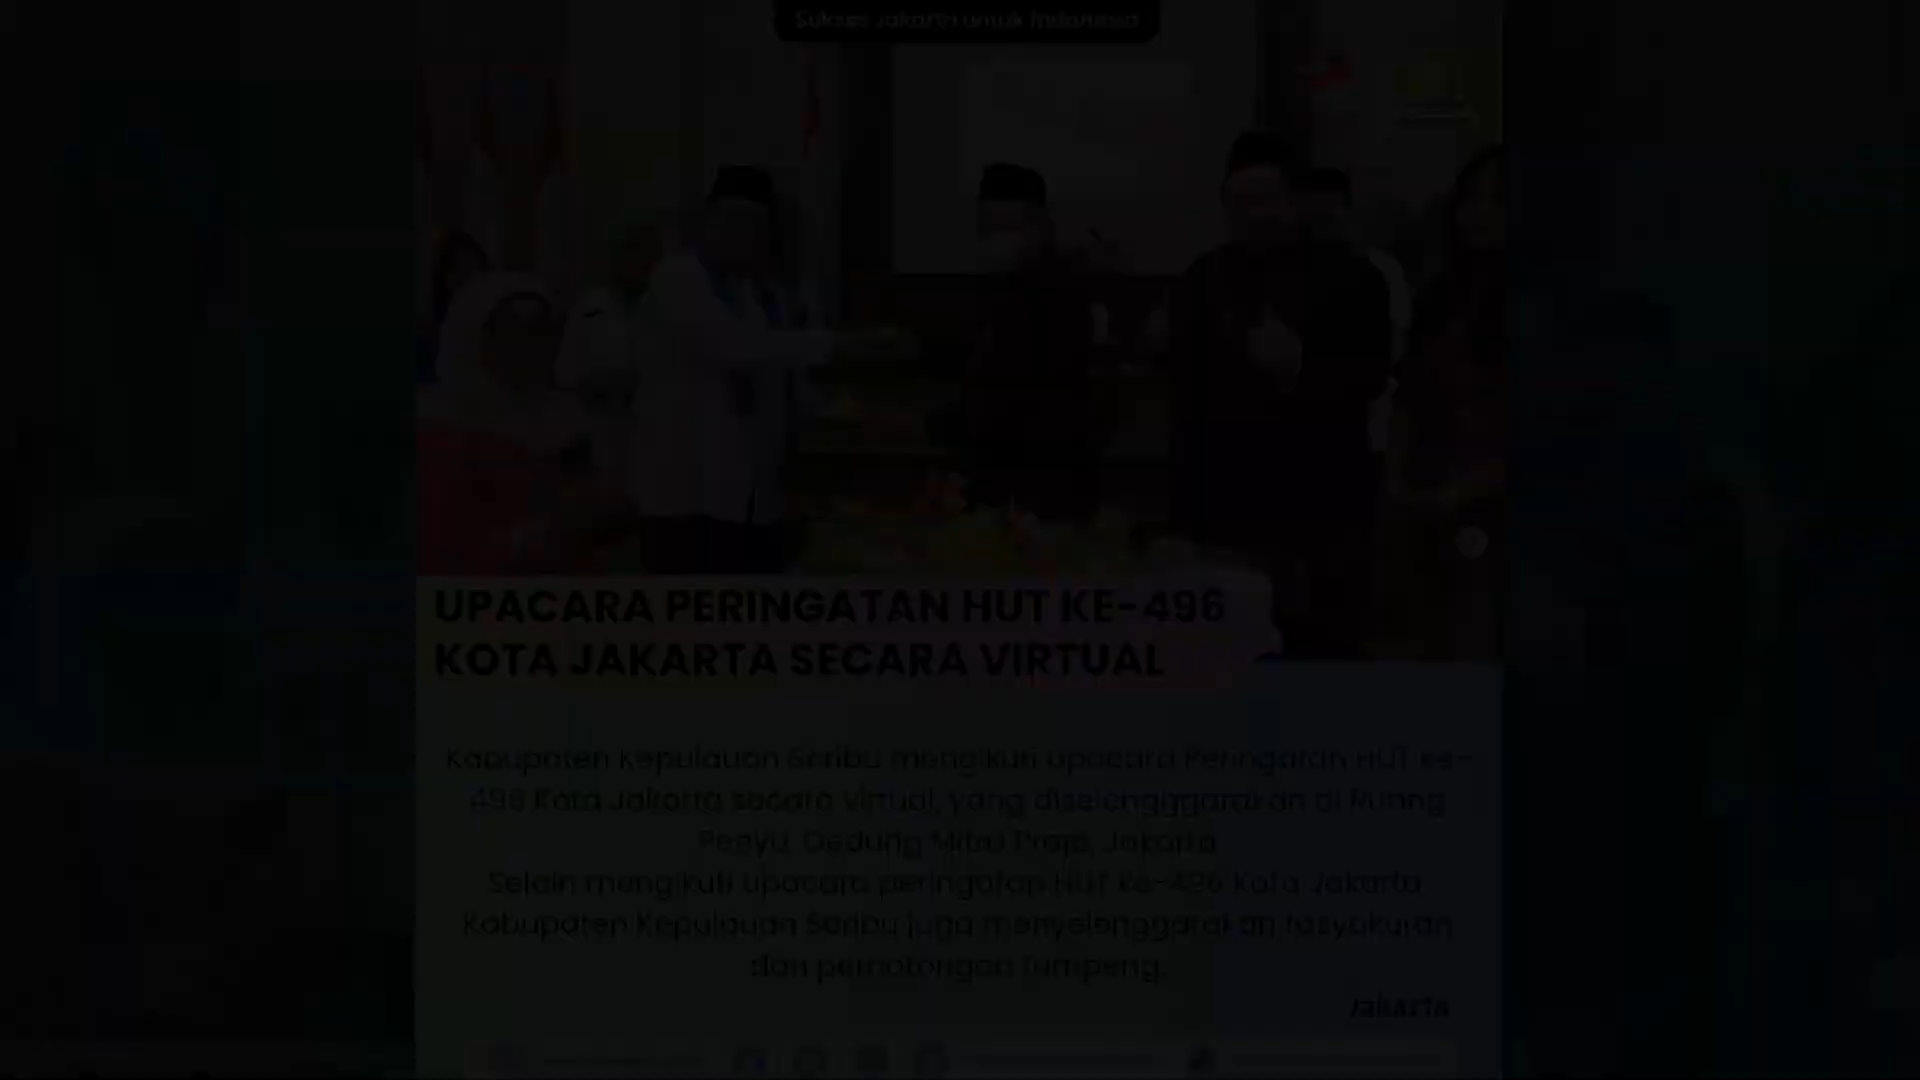 Sukses Jakarta untuk Indonesia
UPACARA PERINGATAN HUT KE-496
KOTA JAKARTA SECARA VIRTUAL
Kabupaten Kepulauan Seribu mengikuti upacara Peringatan HUT ke-
496 Kota Jakarta secara virtual, yang diselengggarakan di Ruang
Penyu, Gedung Mitra Praja, Jakarta
Selain mengikuti upacara peringatan HUT ke-496 Kota Jakarta
Kabupaten Kepulauan Seribu juga menyelenggarakan tasyakuran
dan pemotongan tumpeng.
Jakarta